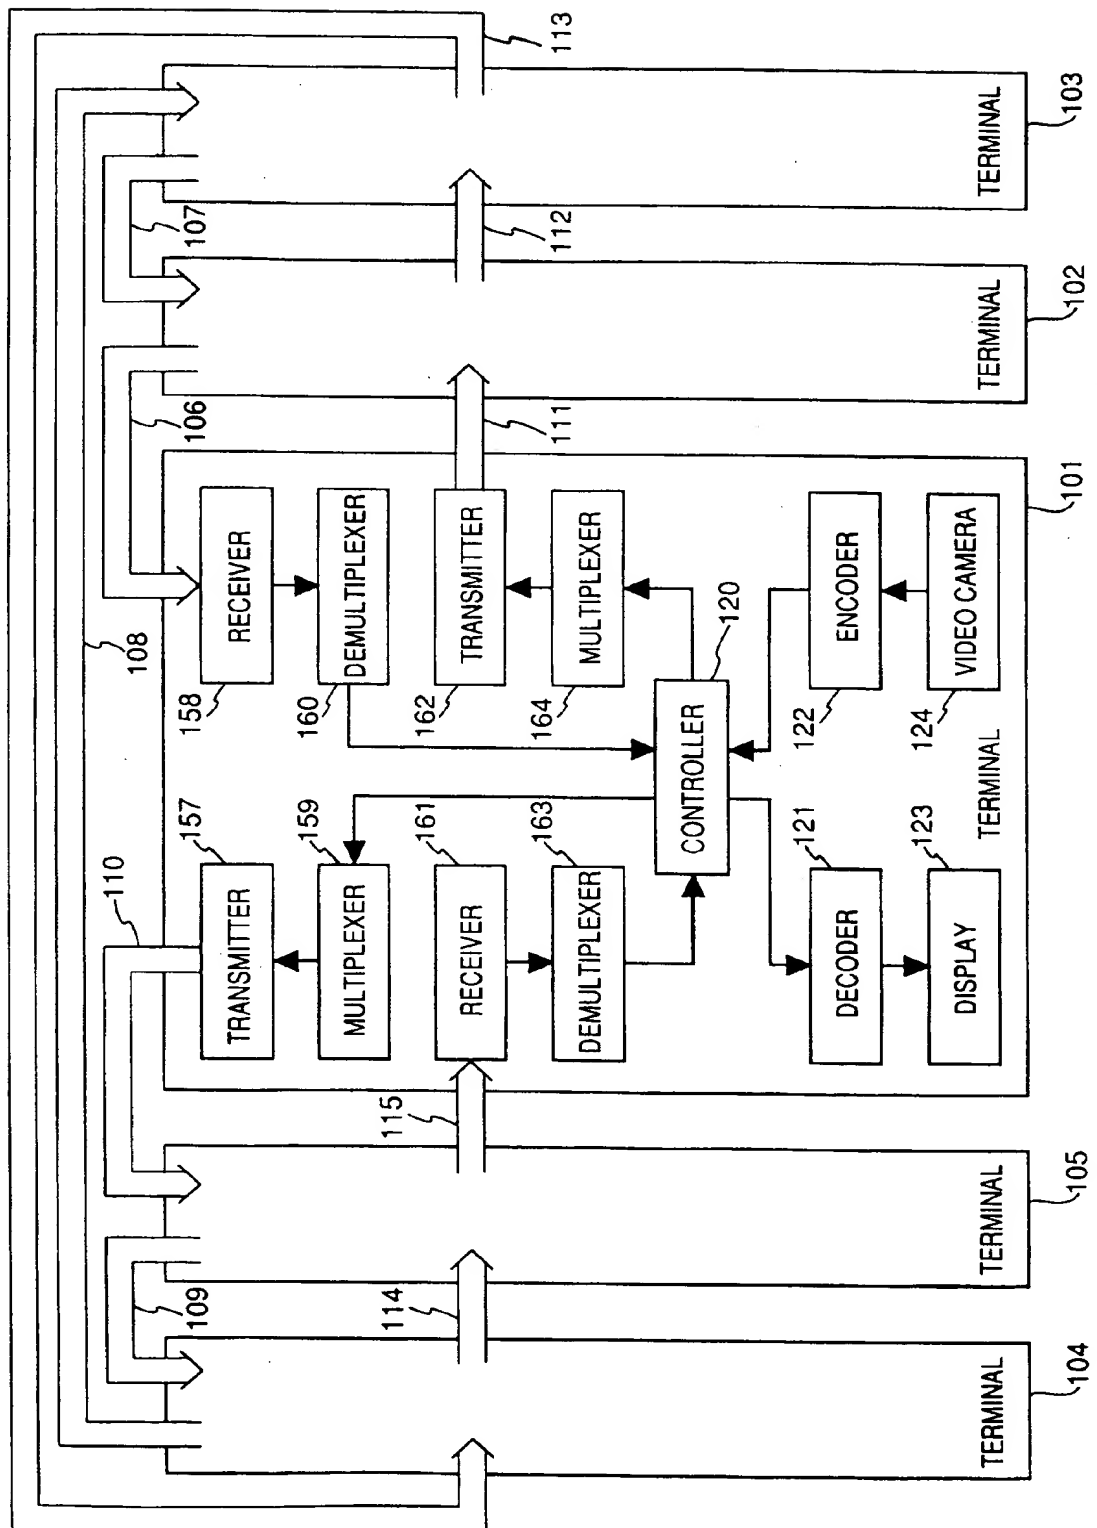 113
108
110
109
106
107
157
TRANSMITTER
158
RECEIVER
159
MULTIPLEXER
160
DEMULTIPLEXER
114
115
161
RECEIVER
162
TRANSMITTER
111
112
163
DEMULTIPLEXER
164
MULTIPLEXER
CONTROLLER
120
121
DECODER
122
ENCODER
123
DISPLAY
124
VIDEO CAMERA
TERMINAL
TERMINAL
TERMINAL
TERMINAL
TERMINAL
104
105
101
102
103